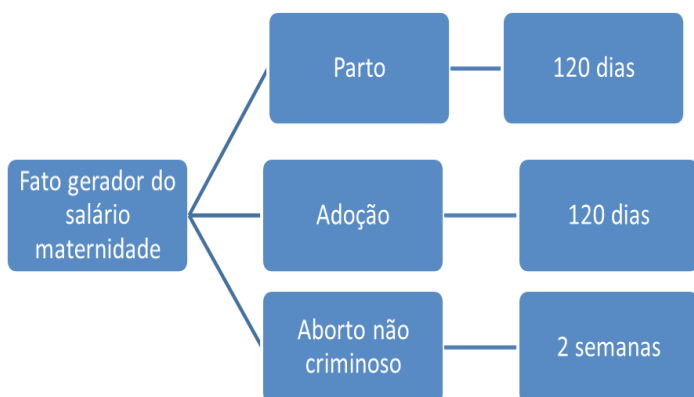 Parto
120 dias
Fato gerador do
salário
maternidade
Adoção
120 dias
Aborto não
criminoso
2 semanas